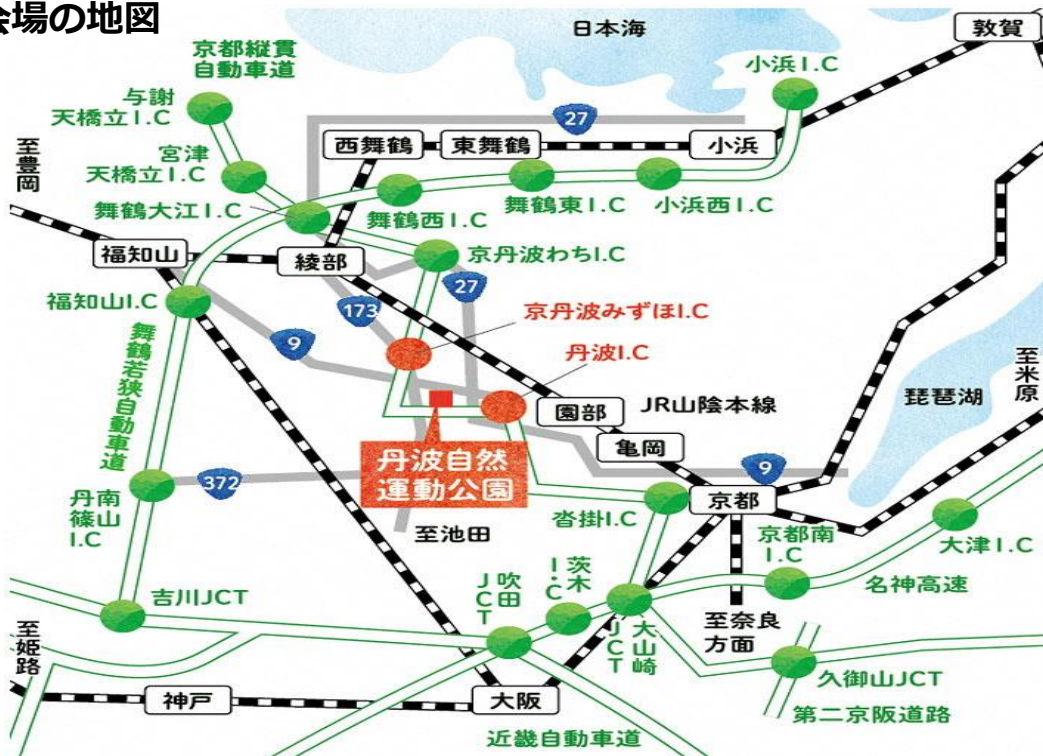 会場の地図
日本海
敦賀
京都縦貫
自動車道
小浜I.C
与謝
天橋立I.C
27
至豊岡
西舞鶴
東舞鶴
小浜
宮津
天橋立I.C
舞鶴大江I.C
舞鶴西I.C
舞鶴東I.C
小浜西I.C
福知山
綾部
京丹波わちI.C
福知山I.C
173
27
京丹波みずほI.C
9
丹波I.C
舞鶴若狭自動車道
至米原
琵琶湖
園部
JR山陰本線
亀岡
丹波自然
運動公園
372
9
丹南
篠山
I.C
京都
沓掛I.C
至池田
京都南
I.C
大津I.C
茨木
I.C
吹田
JCT
名神高速
吉川JCT
至姫路
大山崎
JCT
至奈良
方面
久御山JCT
神戸
大阪
第二京阪道路
近畿自動車道